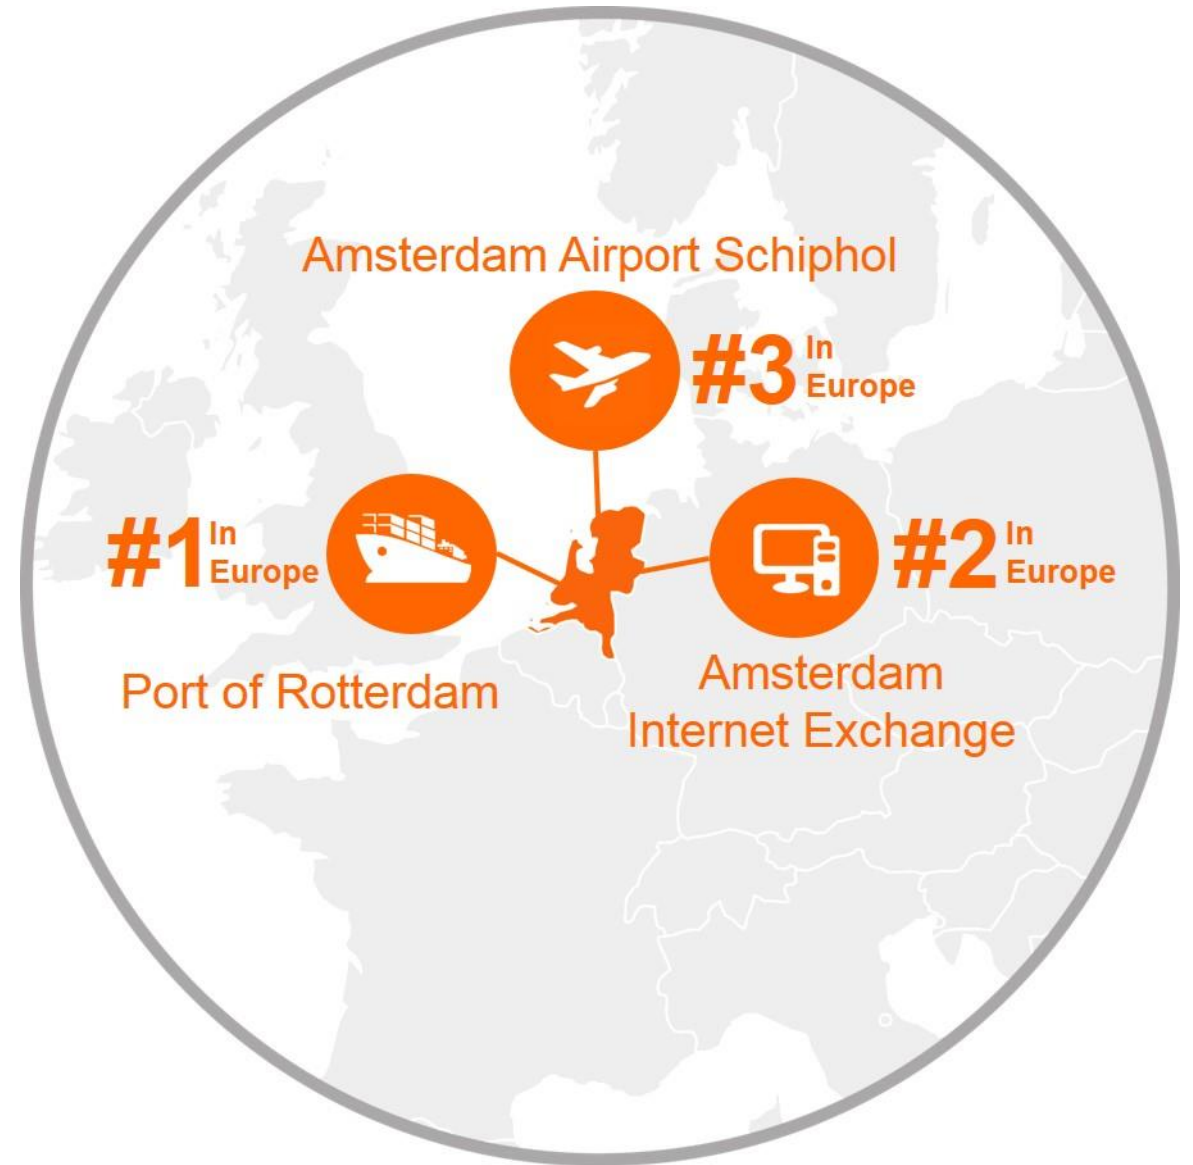 Amsterdam Airport Schiphol
#3 In Europe
#1 In Europe
Port of Rotterdam
#2 In Europe
Amsterdam
Internet Exchange